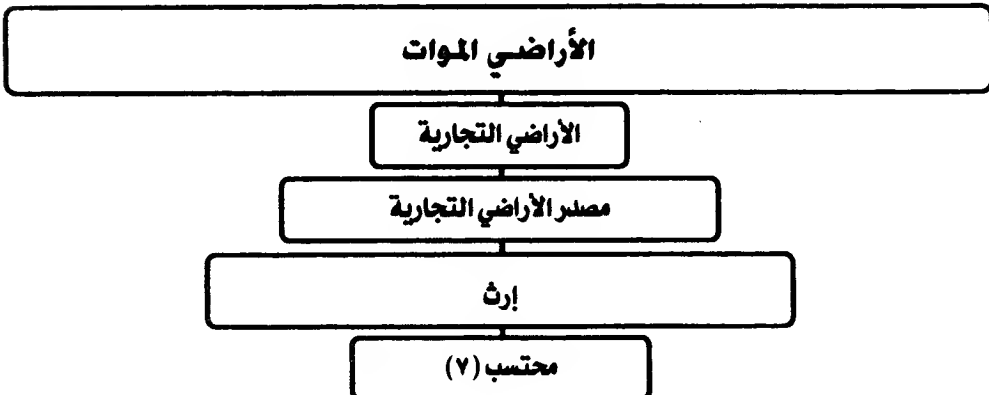 الأراضي الموات
الأراضي التجارية
مصدر الأراضي التجارية
إرث
محتسب (٧)